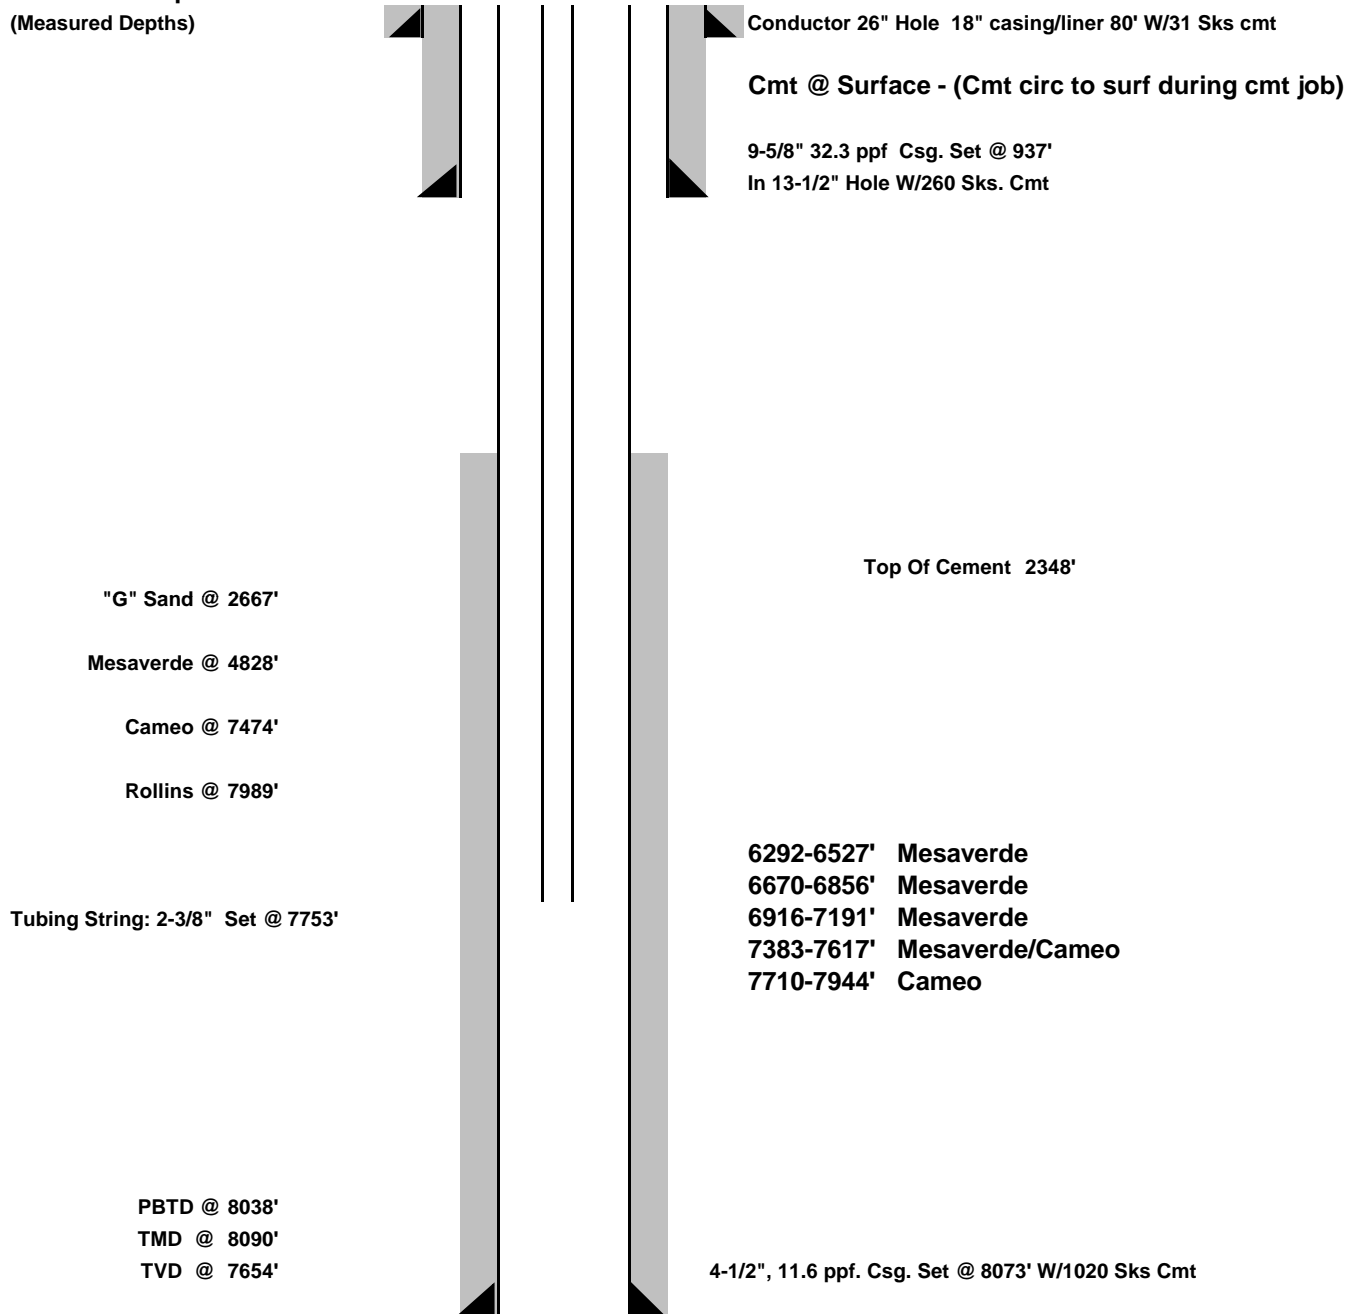 (Measured Depths)
Conductor 26" Hole 18" casing/liner 80' W/31 Sks cmt
Cmt @ Surface - (Cmt circ to surf during cmt job)
9-5/8" 32.3 ppf Csg. Set @ 937'
In 13-1/2" Hole W/260 Sks. Cmt
Top Of Cement 2348'
"G" Sand @ 2667'
Mesaverde @ 4828'
Cameo @ 7474'
Rollins @ 7989'
6292-6527' Mesaverde
6670-6856' Mesaverde
6916-7191' Mesaverde
7383-7617' Mesaverde/Cameo
7710-7944' Cameo
Tubing String: 2-3/8" Set @ 7753'
PBTD @ 8038'
TMD @ 8090'
TVD @ 7654'
4-1/2", 11.6 ppf. Csg. Set @ 8073' W/1020 Sks Cmt